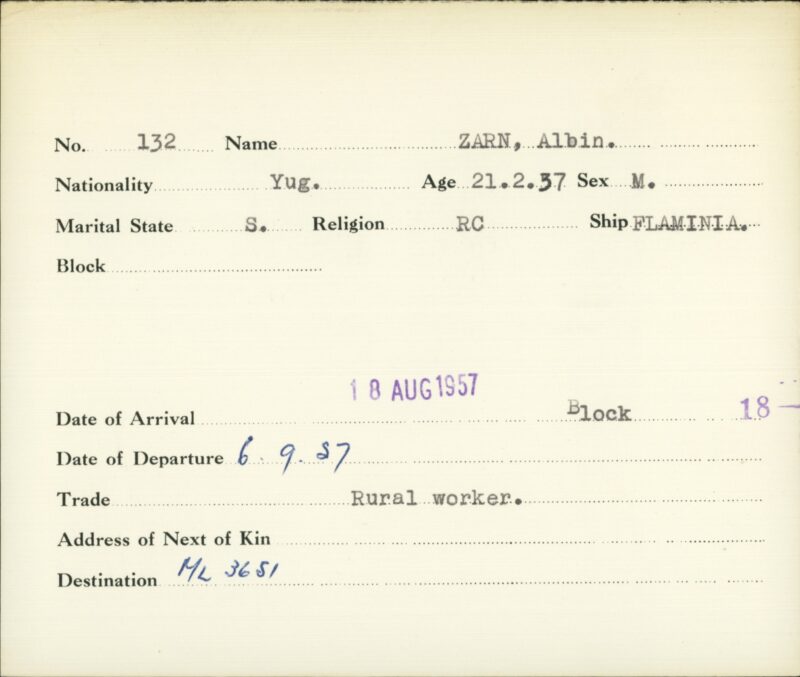 No. 132 Name ZARN, Albin.
Nationality Yug. Age 21.2.37 Sex M.
Marital State S. Religion RC Ship FLAMINIA.
Block
18 AUG 1957
Date of Arrival Block 18
Date of Departure 6.9.57
Trade Rural worker.
Address of Next of Kin
Destination ML 3651